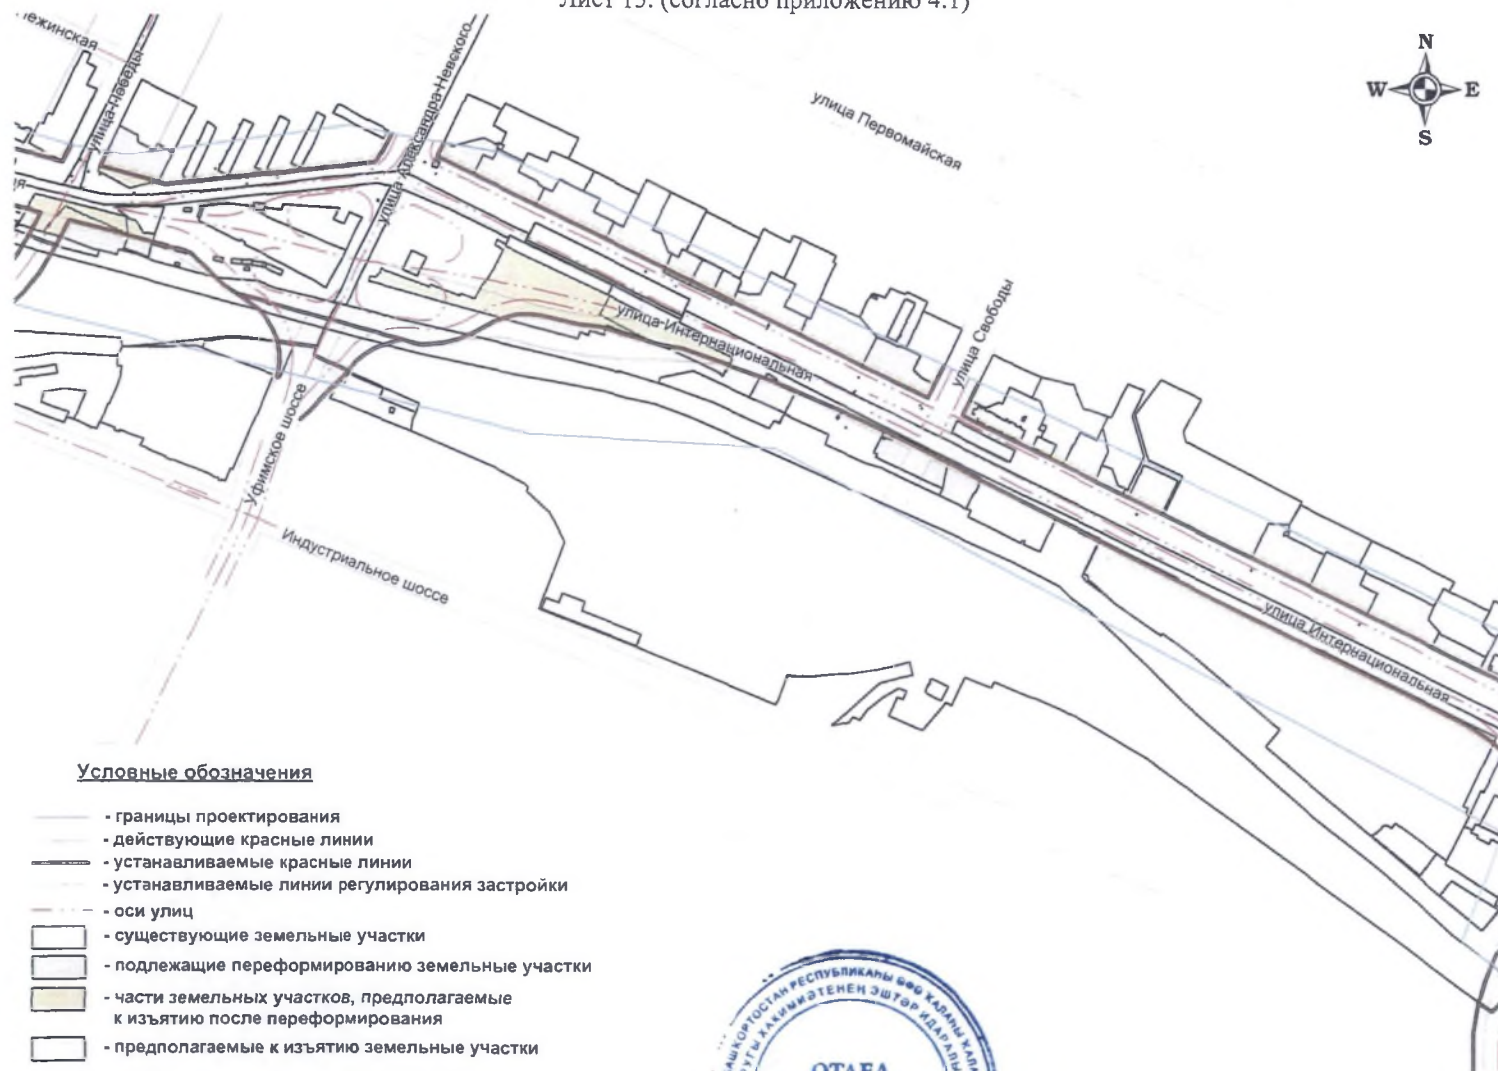 Лист 15. (согласно приложению 4.1)
улица Победы
улица Александра Невского
улица Первомайская
N
W E
S
улица Свободы
улица Интернациональная
Уфимское шоссе
Индустриальное шоссе
улица Интернациональная
Условные обозначения
- границы проектирования
- действующие красные линии
- устанавливаемые красные линии
- устанавливаемые линии регулирования застройки
- оси улиц
- существующие земельные участки
- подлежащие переформированию земельные участки
- части земельных участков, предполагаемые
к изъятию после переформирования
- предполагаемые к изъятию земельные участки